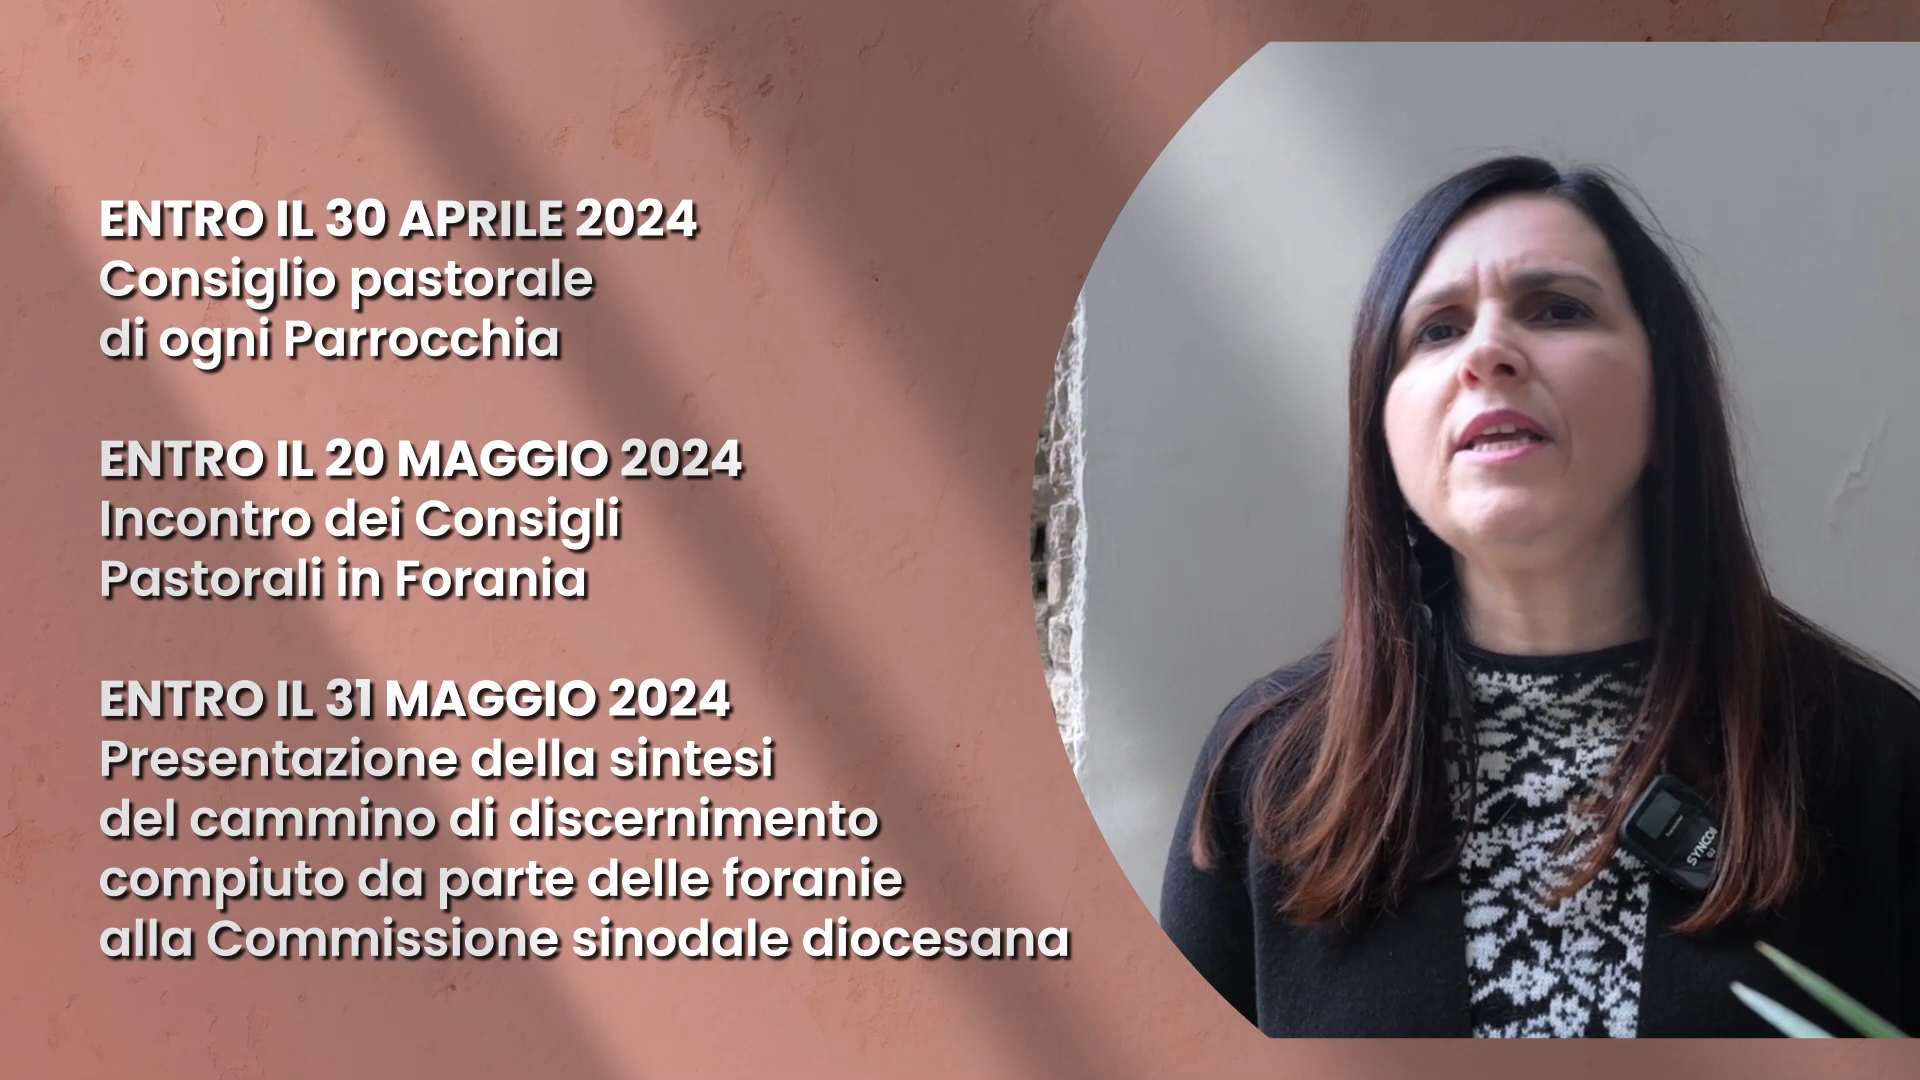 ENTRO IL 30 APRILE 2024
Consiglio pastorale
di ogni Parrocchia
ENTRO IL 20 MAGGIO 2024
Incontro dei Consigli
Pastorali in Forania
ENTRO IL 31 MAGGIO 2024
Presentazione della sintesi
del cammino di discernimento
compiuto da parte delle foranie
alla Commissione sinodale diocesana
SYNCO
G2